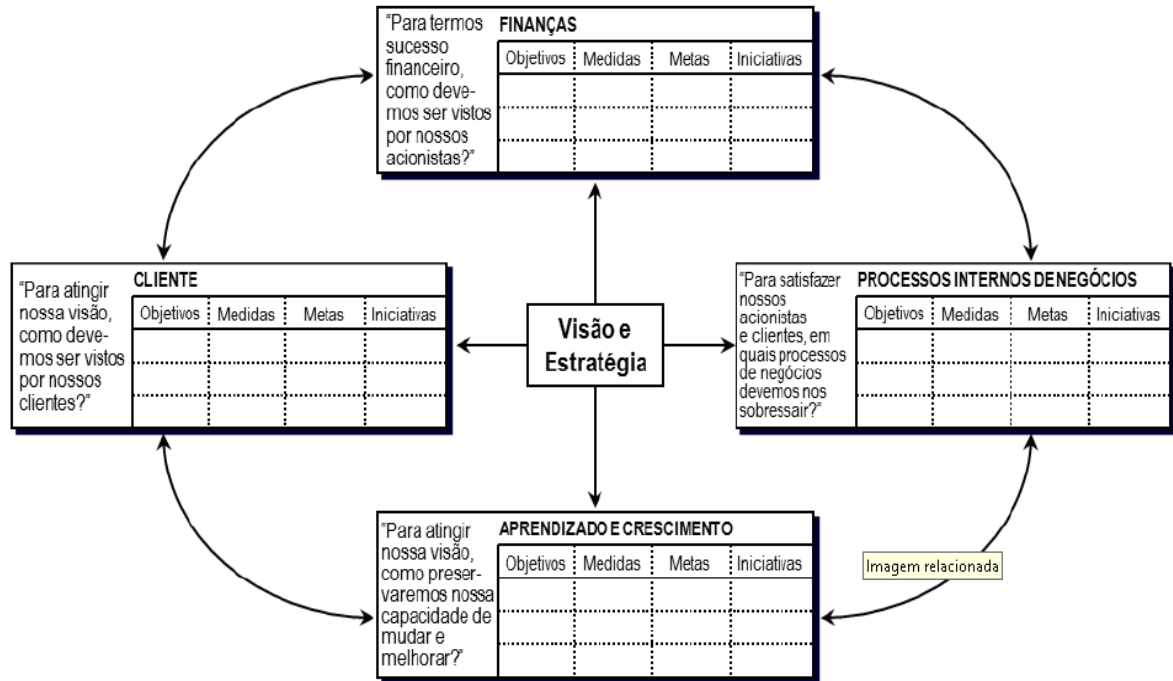 FINANÇAS
“Para termos
sucesso
financeiro,
como deve-
mos ser vistos
por nossos
acionistas?”
Objetivos Medidas Metas Iniciativas
CLIENTE
“Para atingir
nossa visão,
como deve-
mos ser vistos
por nossos
clientes?”
Objetivos Medidas Metas Iniciativas
Visão e
Estratégia
PROCESSOS INTERNOS DE NEGÓCIOS
“Para satisfazer
nossos
acionistas
e clientes, em
quais processos
de negócios
devemos nos
sobressair?”
Objetivos Medidas Metas Iniciativas
APRENDIZADO E CRESCIMENTO
“Para atingir
nossa visão,
como preser-
varemos nossa
capacidade de
mudar e
melhorar?”
Objetivos Medidas Metas Iniciativas
Imagem relacionada